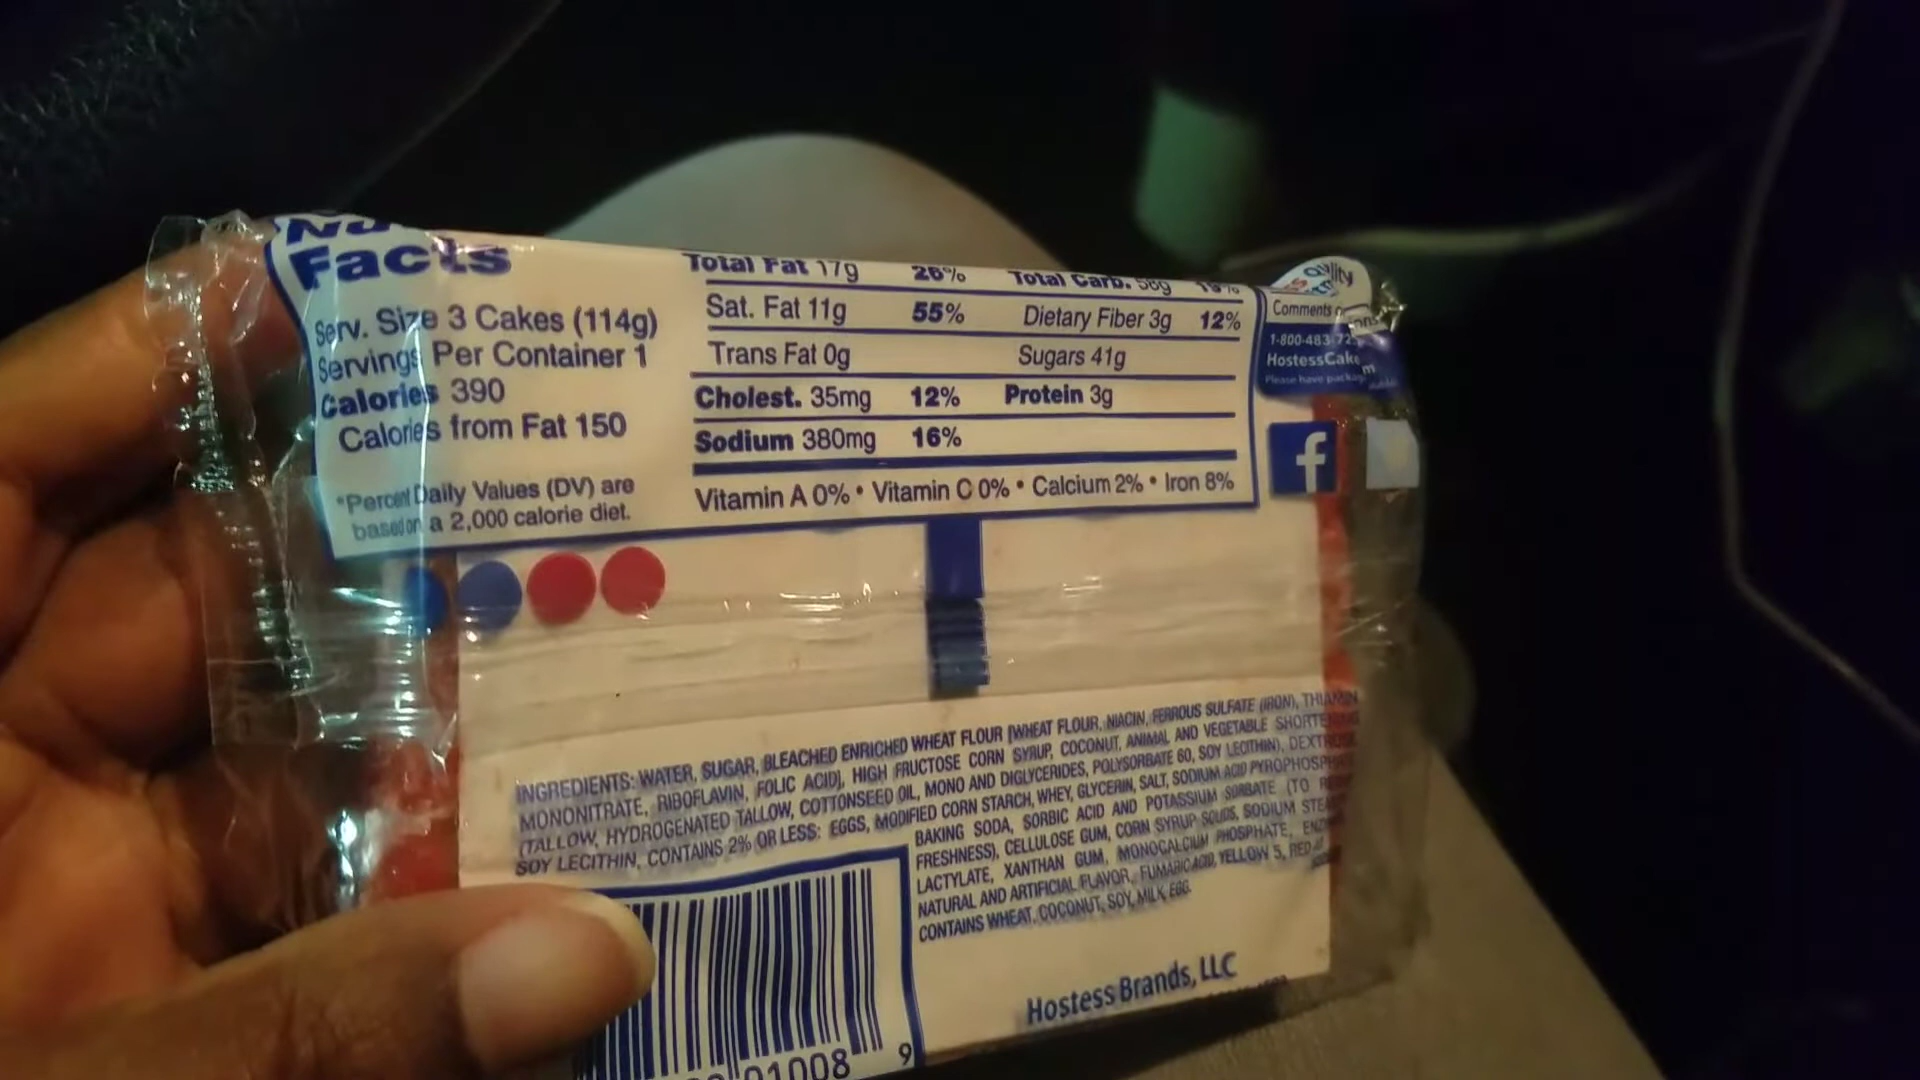 Facts
Serv. Size 3 Cakes (114g)
Servings Per Container 1
Calories 390
Calories from Fat 150
*Percent Daily Values (DV) are
based on a 2,000 calorie diet.
Total Fat 17g 26% Total Carb.
Sat. Fat 11g 55% Dietary Fiber 3g 12%
Trans Fat 0g Sugars 41g
Cholest. 35mg 12% Protein 3g
Sodium 380mg 16%
Vitamin A 0% • Vitamin C 0% • Calcium 2% • Iron 8%
Comments
1-800-483-72
HostessCake
Please have package
f
INGREDIENTS: WATER, SUGAR, BLEACHED ENRICHED WHEAT FLOUR [WHEAT FLOUR, NIACIN, FERROUS SULFATE (IRON), THIAMIN
MONONITRATE, RIBOFLAVIN, FOLIC ACID], HIGH FRUCTOSE CORN SYRUP, COCONUT, ANIMAL AND VEGETABLE SHORTENING
(TALLOW, HYDROGENATED TALLOW, COTTONSEED OIL, MONO AND DIGLYCERIDES, POLYSORBATE 60, SOY LECITHIN), DEXTROSE
SOY LECITHIN, CONTAINS 2% OR LESS: EGGS, MODIFIED CORN STARCH, WHEY, GLYCERIN, SALT, SODIUM ACID PYROPHOSPHATE
BAKING SODA, SORBIC ACID AND POTASSIUM SORBATE (TO
FRESHNESS), CELLULOSE GUM, CORN SYRUP SOLIDS, SODIUM
LACTYLATE, XANTHAN GUM, MONOCALCIUM PHOSPHATE,
NATURAL AND ARTIFICIAL FLAVOR, FUMARIC ACID, YELLOW 5, RED
CONTAINS WHEAT, COCONUT, SOY, MILK, EGG.
Hostess Brands, LLC
01008 9